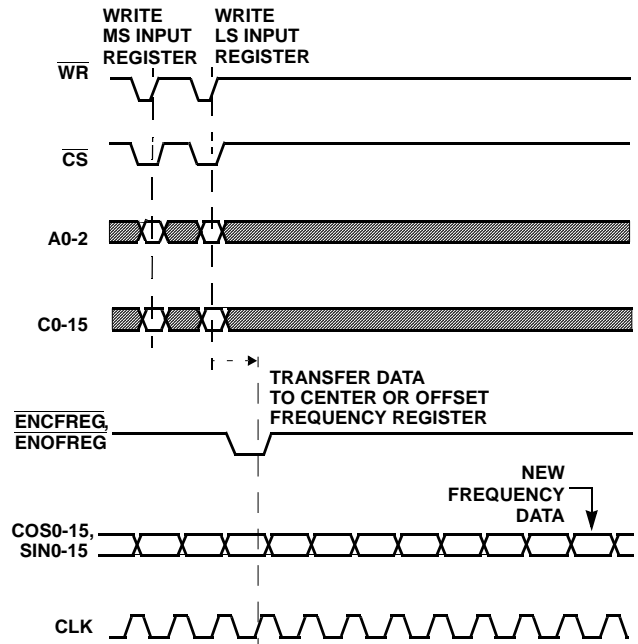 WRITE
MS INPUT
REGISTER
WRITE
LS INPUT
REGISTER
WR
CS
A0-2
C0-15
TRANSFER DATA
TO CENTER OR OFFSET
FREQUENCY REGISTER
ENCFREG,
ENOFREG
NEW
FREQUENCY
DATA
COS0-15,
SIN0-15
CLK